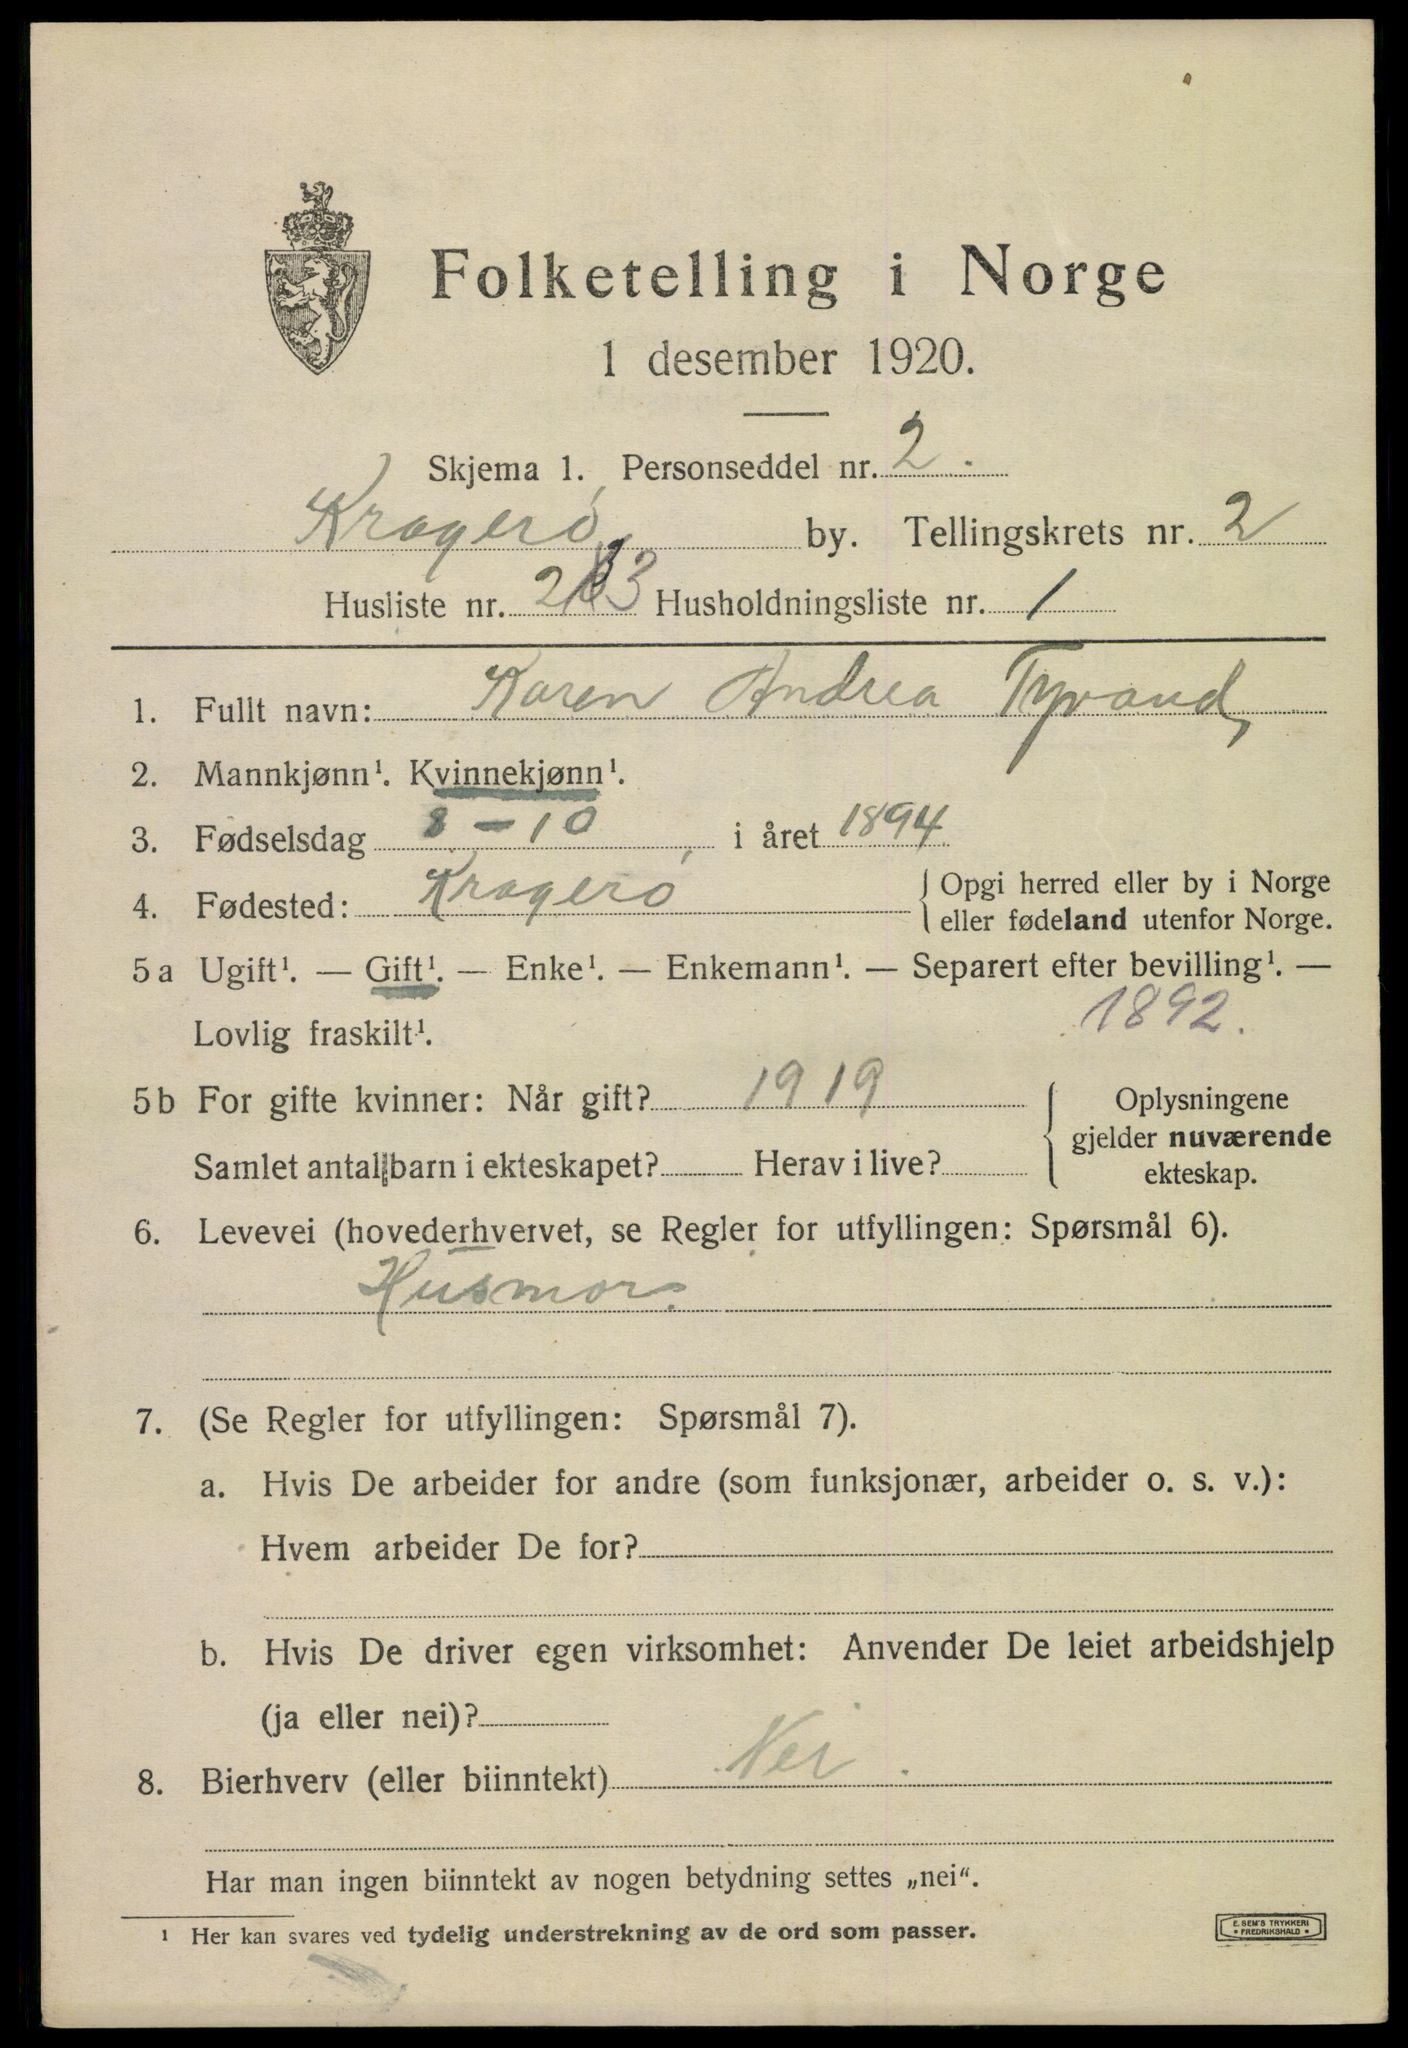 Folketelling i Norge
1 desember 1920.
Skjema 1. Personseddel nr. 2.
Kragerø by. Tellingskrets nr. 2
Husliste nr. Husholdningsliste nr. 1
1. Fullt navn: Karen Andrea Tyvand
2. Mannkjønn¹. Kvinnekjønn¹.
3. Fødselsdag 8-10, i året 1894
4. Fødested: Kragerø { Opgi herred eller by i Norge
eller fødeland utenfor Norge.
5a Ugift¹. — Gift¹. — Enke¹. — Enkemann¹. — Separert efter bevilling¹. —
Lovlig fraskilt¹. 1892.
5b For gifte kvinner: Når gift? 1919 { Oplysningene
gjelder nuværende
Samlet antal barn i ekteskapet? Herav i live? ekteskap.
6. Levevei (hovederhvervet, se Regler for utfyllingen: Spørsmål 6).
Husmor.
7. (Se Regler for utfyllingen: Spørsmål 7).
a. Hvis De arbeider for andre (som funksjonær, arbeider o. s. v.):
Hvem arbeider De for?
b. Hvis De driver egen virksomhet: Anvender De leiet arbeidshjelp
(ja eller nei)?
8. Bierhverv (eller biinntekt) Nei.
Har man ingen biinntekt av nogen betydning settes „nei“.
¹ Her kan svares ved tydelig understrekning av de ord som passer.
E. SEM'S TRYKKERI
* FREDRIKSHALD *